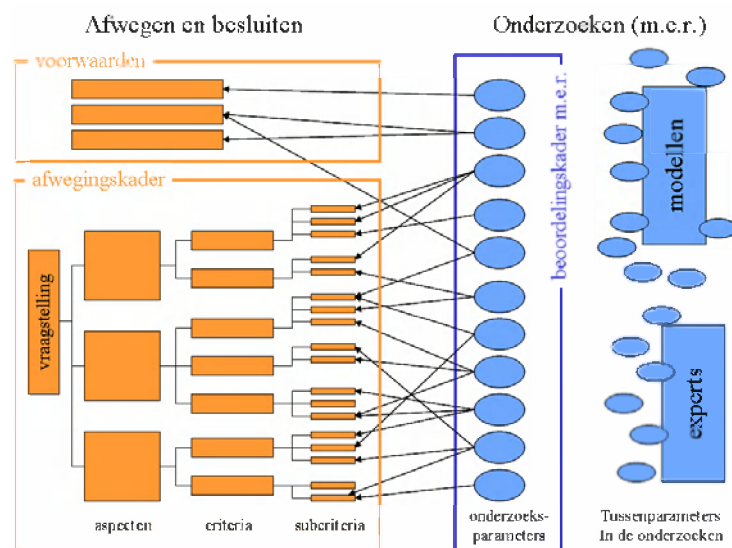 Afwegen en besluiten
Onderzoeken (m.e.r.)
voorwaarden
afwegingskader
vraagstelling
aspecten
criteria
subcriteria
beoordelingskader m.e.r.
onderzoeks-
parameters
modellen
experts
Tussenparameters
In de onderzoeken